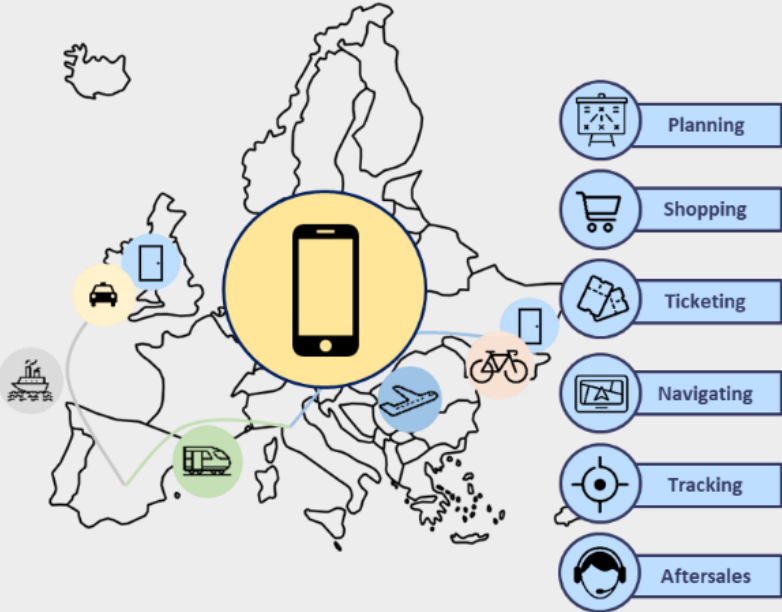 Planning
Shopping
Ticketing
Navigating
Tracking
Aftersales